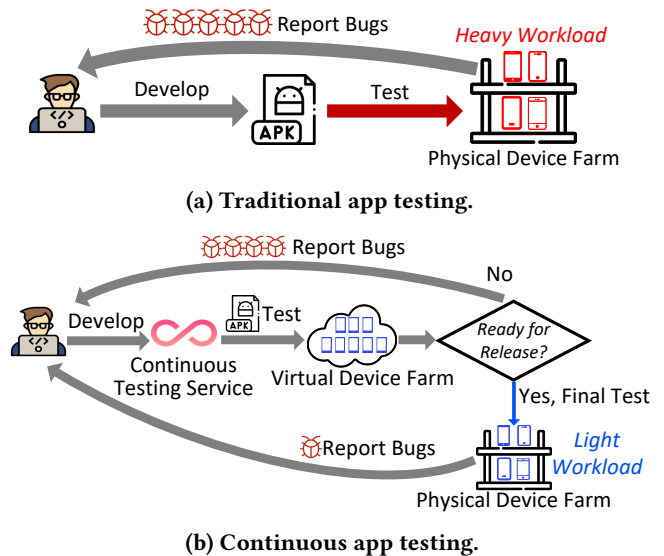 Report Bugs
Heavy Workload
Develop
Test
APK
Physical Device Farm
(a) Traditional app testing.
Report Bugs
No
Develop
APK
Test
Ready for
Release?
Continuous
Testing Service
Virtual Device Farm
Yes, Final Test
Report Bugs
Light
Workload
Physical Device Farm
(b) Continuous app testing.